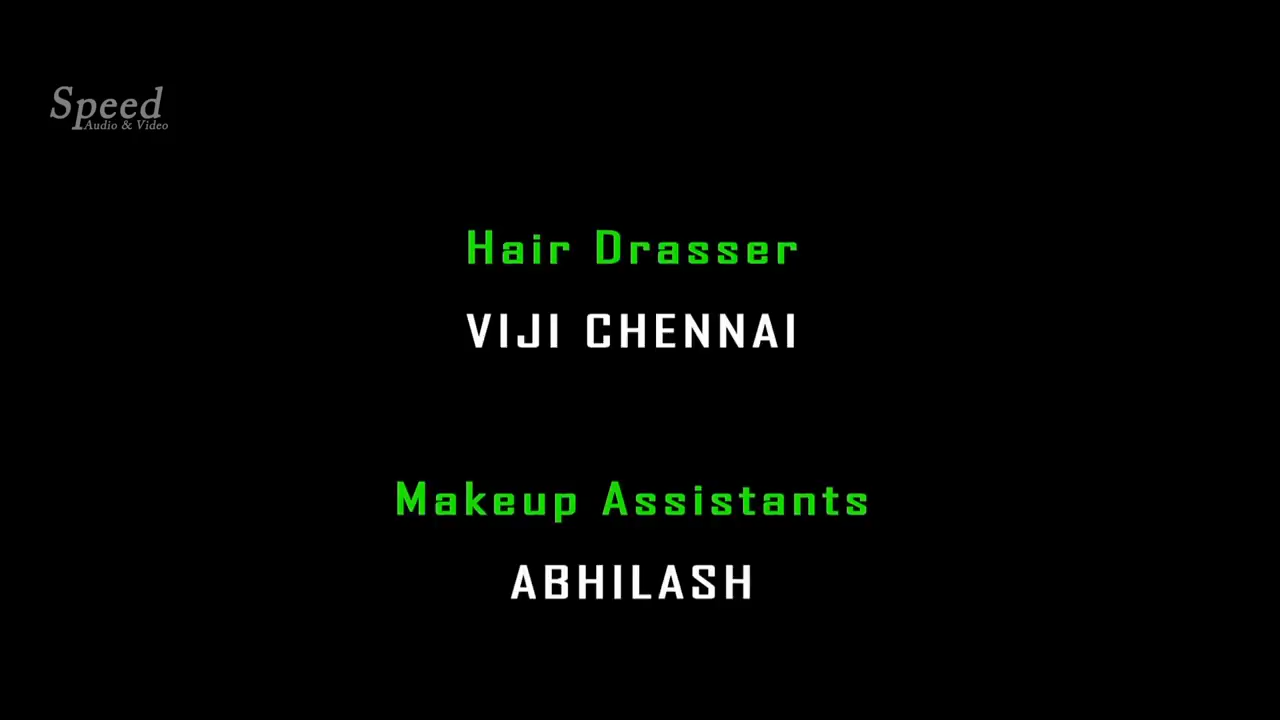 Speed
Audio & Video
Hair Drasser
VIJI CHENNAI
Makeup Assistants
ABHILASH